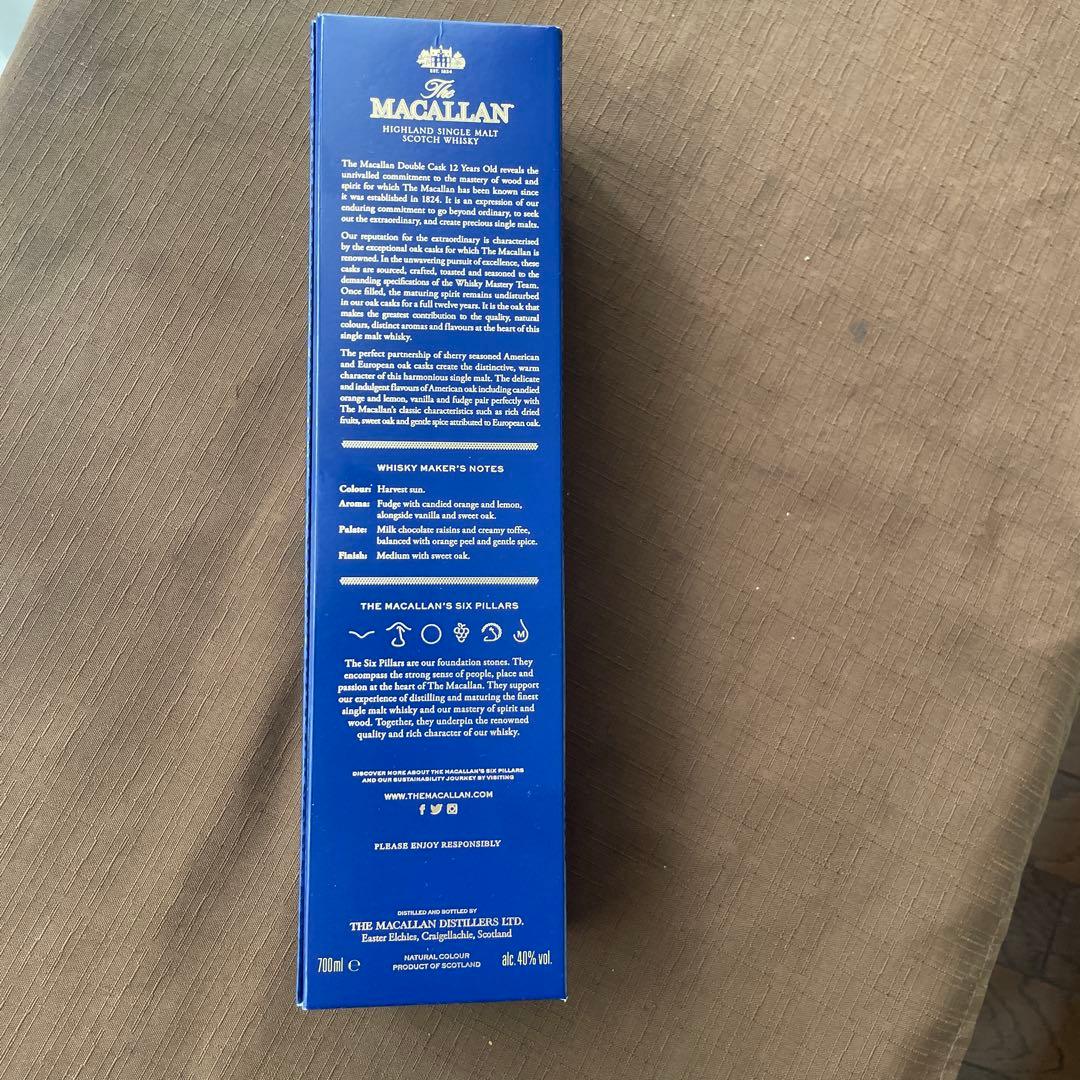 EST. 1824
The
MACALLAN™
HIGHLAND SINGLE MALT
SCOTCH WHISKY
The Macallan Double Cask 12 Years Old reveals the
unrivalled commitment to the mastery of wood and
spirit for which The Macallan has been known since
it was established in 1824. It is an expression of our
enduring commitment to go beyond ordinary, to seek
out the extraordinary, and create precious single malts.
Our reputation for the extraordinary is characterised
by the exceptional oak casks for which The Macallan is
renowned. In the unwavering pursuit of excellence, these
casks are sourced, crafted, toasted and seasoned to the
demanding specifications of the Whisky Mastery Team.
Once filled, the maturing spirit remains undisturbed
in our oak casks for a full twelve years. It is the oak that
makes the greatest contribution to the quality, natural
colours, distinct aromas and flavours at the heart of this
single malt whisky.
The perfect partnership of sherry seasoned American
and European oak casks create the distinctive, warm
character of this harmonious single malt. The delicate
and indulgent flavours of American oak including candied
orange and lemon, vanilla and fudge pair perfectly with
The Macallan's classic characteristics such as rich dried
fruits, sweet oak and gentle spice attributed to European oak.
WHISKY MAKER'S NOTES
Colour: Harvest sun.
Aroma: Fudge with candied orange and lemon,
alongside vanilla and sweet oak.
Palate: Milk chocolate raisins and creamy toffee,
balanced with orange peel and gentle spice.
Finish: Medium with sweet oak.
THE MACALLAN'S SIX PILLARS
M
The Six Pillars are our foundation stones. They
encompass the strong sense of people, place and
passion at the heart of The Macallan. They support
our experience of distilling and maturing the finest
single malt whisky and our mastery of spirit and
wood. Together, they underpin the renowned
quality and rich character of our whisky.
DISCOVER MORE ABOUT THE MACALLAN'S SIX PILLARS
AND OUR SUSTAINABILITY JOURNEY BY VISITING
WWW.THEMACALLAN.COM
PLEASE ENJOY RESPONSIBLY
DISTILLED AND BOTTLED BY
THE MACALLAN DISTILLERS LTD.
Easter Elchies, Craigellachie, Scotland
700ml ℮ NATURAL COLOUR alc. 40% vol.
PRODUCT OF SCOTLAND